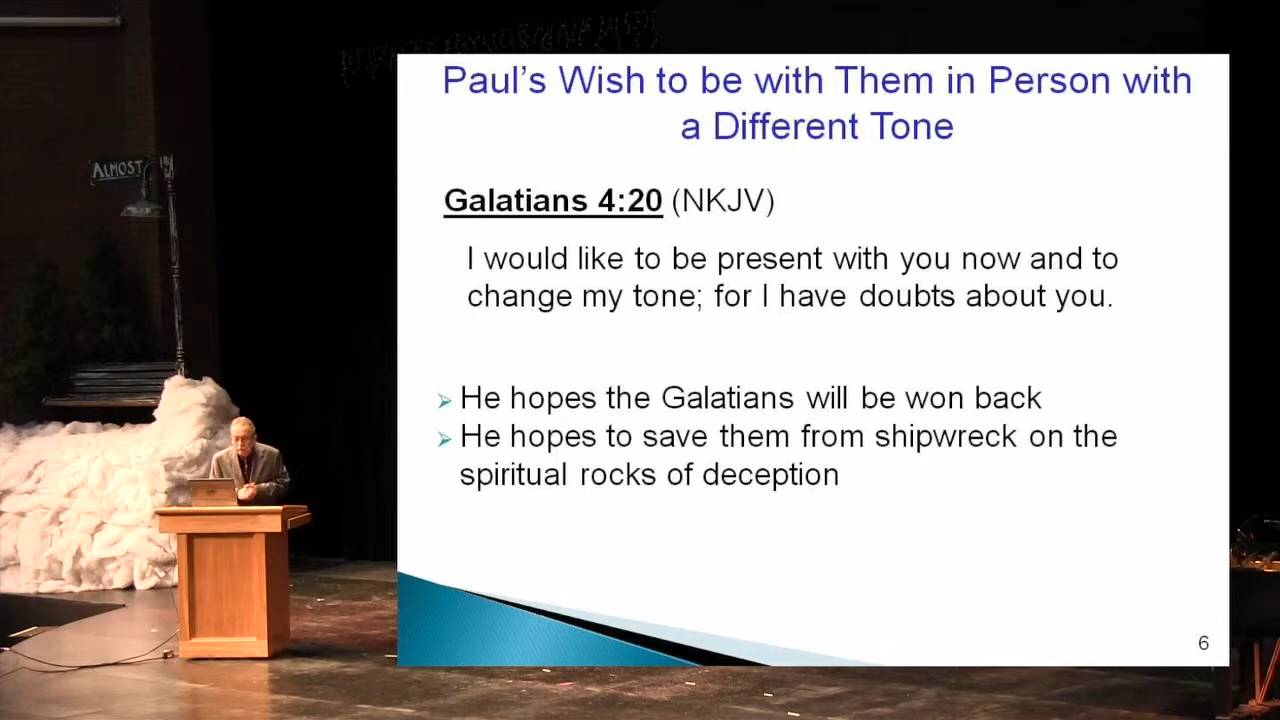 ALMOST
Paul's Wish to be with Them in Person with
a Different Tone
Galatians 4:20 (NKJV)
I would like to be present with you now and to
change my tone; for I have doubts about you.
➢ He hopes the Galatians will be won back
➢ He hopes to save them from shipwreck on the
spiritual rocks of deception
6